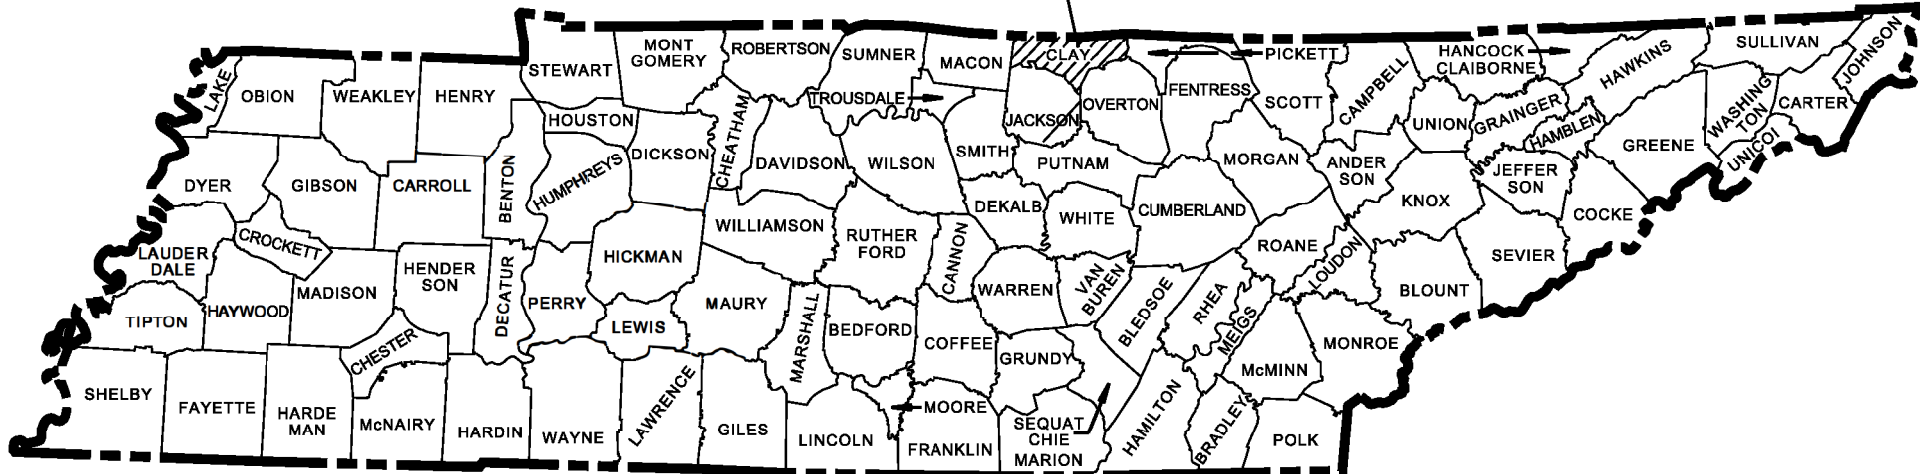 LAKE
OBION
WEAKLEY
HENRY
STEWART
MONT
GOMERY
ROBERTSON
SUMNER
MACON
CLAY
PICKETT
HANCOCK
CLAIBORNE
HAWKINS
SULLIVAN
JOHNSON
HOUSTON
CHEATHAM
TROUSDALE
JACKSON
OVERTON
FENTRESS
SCOTT
CAMPBELL
UNION
GRAINGER
HAMBLEN
GREENE
WASHING
TON
UNICOI
CARTER
DYER
GIBSON
CARROLL
BENTON
HUMPHREYS
DICKSON
DAVIDSON
WILSON
SMITH
PUTNAM
MORGAN
ANDER
SON
KNOX
JEFFER
SON
COCKE
LAUDER
DALE
CROCKETT
HENDER
SON
DECATUR
PERRY
HICKMAN
WILLIAMSON
RUTHER
FORD
CANNON
DEKALB
WHITE
CUMBERLAND
ROANE
LOUDON
BLOUNT
SEVIER
TIPTON
HAYWOOD
MADISON
CHESTER
LEWIS
MAURY
MARSHALL
BEDFORD
COFFEE
WARREN
VAN
BUREN
BLEDSOE
RHEA
MEIGS
McMINN
MONROE
SHELBY
FAYETTE
HARDE
MAN
McNAIRY
HARDIN
WAYNE
LAWRENCE
GILES
LINCOLN
MOORE
FRANKLIN
GRUNDY
SEQUAT
CHIE
MARION
HAMILTON
BRADLEY
POLK